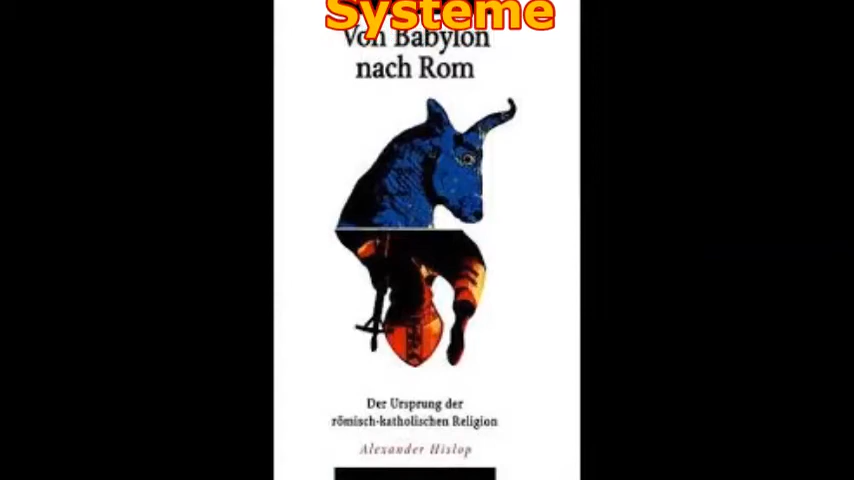 Systeme
Von Babylon
nach Rom
Der Ursprung der
römisch-katholischen Religion
Alexander Hislop